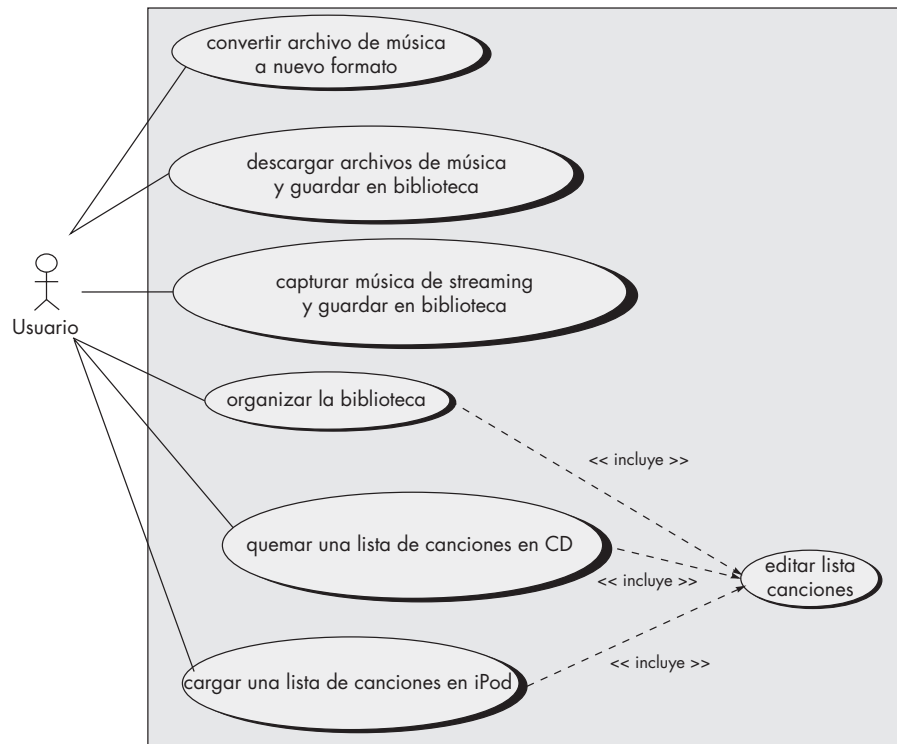 convertir archivo de música
a nuevo formato
descargar archivos de música
y guardar en biblioteca
capturar música de streaming
y guardar en biblioteca
Usuario
organizar la biblioteca
<< incluye >>
quemar una lista de canciones en CD
editar lista
canciones
<< incluye >>
<< incluye >>
cargar una lista de canciones en iPod